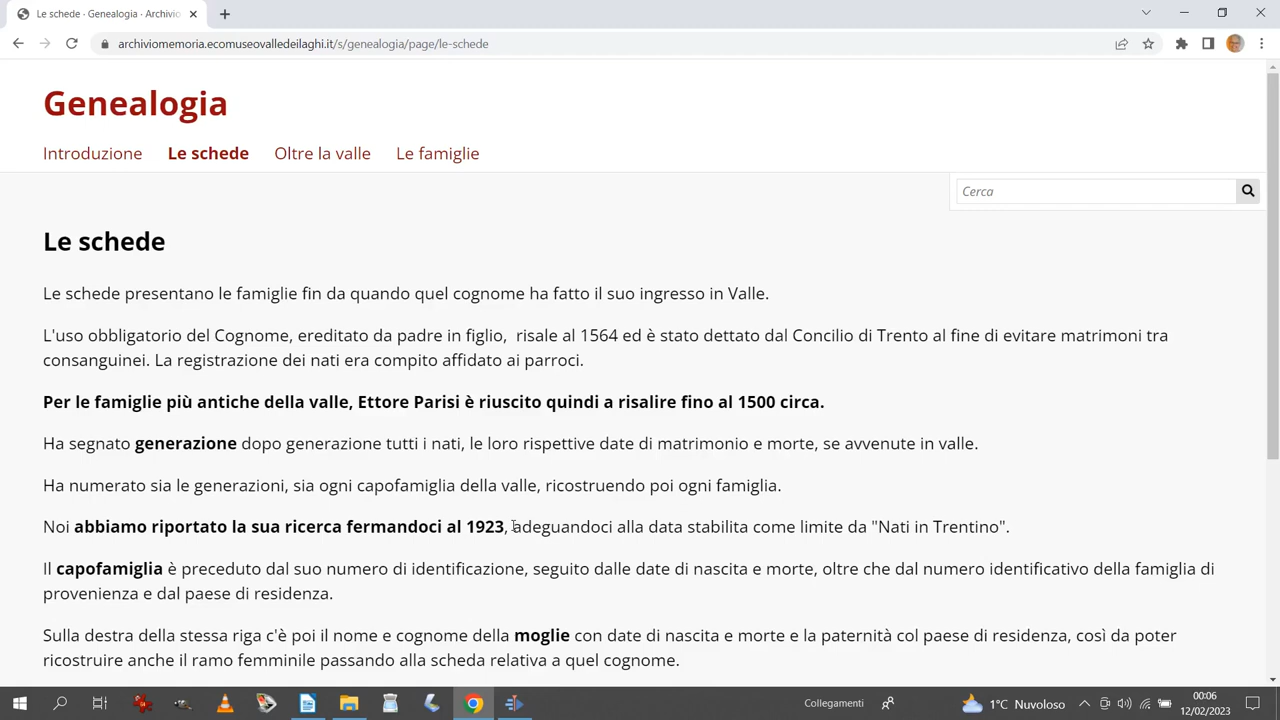 Le schede - Genealogia - Archivio
archiviomemoria.ecomuseovalledeilaghi.it/s/genealogia/page/le-schede
Genealogia
Introduzione Le schede Oltre la valle Le famiglie
Cerca
Le schede
Le schede presentano le famiglie fin da quando quel cognome ha fatto il suo ingresso in Valle.
L'uso obbligatorio del Cognome, ereditato da padre in figlio, risale al 1564 ed è stato dettato dal Concilio di Trento al fine di evitare matrimoni tra
consanguinei. La registrazione dei nati era compito affidato ai parroci.
Per le famiglie più antiche della valle, Ettore Parisi è riuscito quindi a risalire fino al 1500 circa.
Ha segnato generazione dopo generazione tutti i nati, le loro rispettive date di matrimonio e morte, se avvenute in valle.
Ha numerato sia le generazioni, sia ogni capofamiglia della valle, ricostruendo poi ogni famiglia.
Noi abbiamo riportato la sua ricerca fermandoci al 1923, adeguandoci alla data stabilita come limite da "Nati in Trentino".
Il capofamiglia è preceduto dal suo numero di identificazione, seguito dalle date di nascita e morte, oltre che dal numero identificativo della famiglia di
provenienza e dal paese di residenza.
Sulla destra della stessa riga c'è poi il nome e cognome della moglie con date di nascita e morte e la paternità col paese di residenza, così da poter
ricostruire anche il ramo femminile passando alla scheda relativa a quel cognome.
Collegamenti
1°C Nuvoloso
00:06
12/02/2023